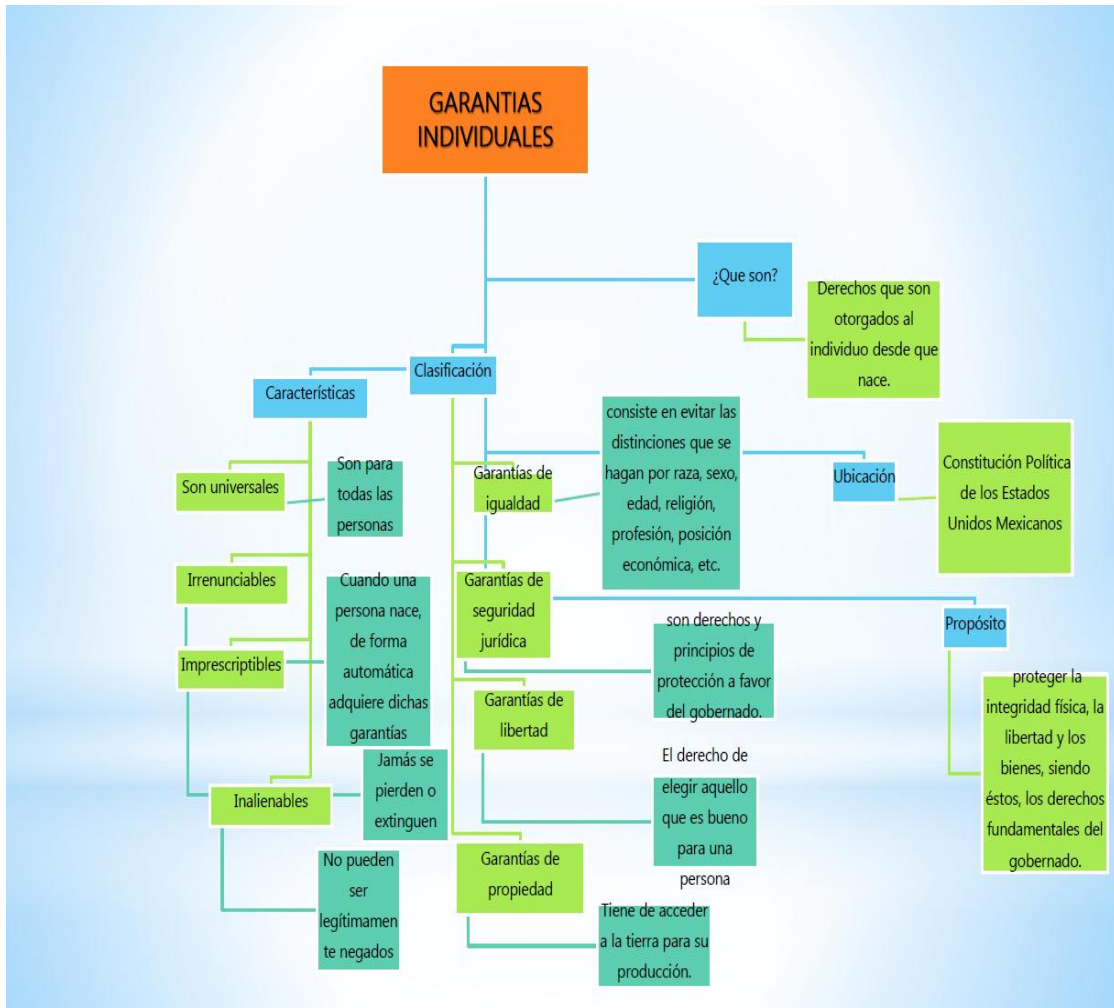 GARANTIAS
INDIVIDUALES
¿Que son?
Derechos que son
otorgados al
individuo desde que
nace.
Clasificación
Características
Son universales
Son para
todas las
personas
Irrenunciables
Imprescriptibles
Cuando una
persona nace,
de forma
automática
adquiere dichas
garantías
Inalienables
Jamás se
pierden o
extinguen
No pueden
ser
legítimamen
te negados
Garantías de
igualdad
consiste en evitar las
distinciones que se
hagan por raza, sexo,
edad, religión,
profesión, posición
económica, etc.
Garantías de
seguridad
jurídica
son derechos y
principios de
protección a favor
del gobernado.
Garantías de
libertad
El derecho de
elegir aquello
que es bueno
para una
persona
Garantías de
propiedad
Tiene de acceder
a la tierra para su
producción.
Ubicación
Constitución Política
de los Estados
Unidos Mexicanos
Propósito
proteger la
integridad física, la
libertad y los
bienes, siendo
éstos, los derechos
fundamentales del
gobernado.